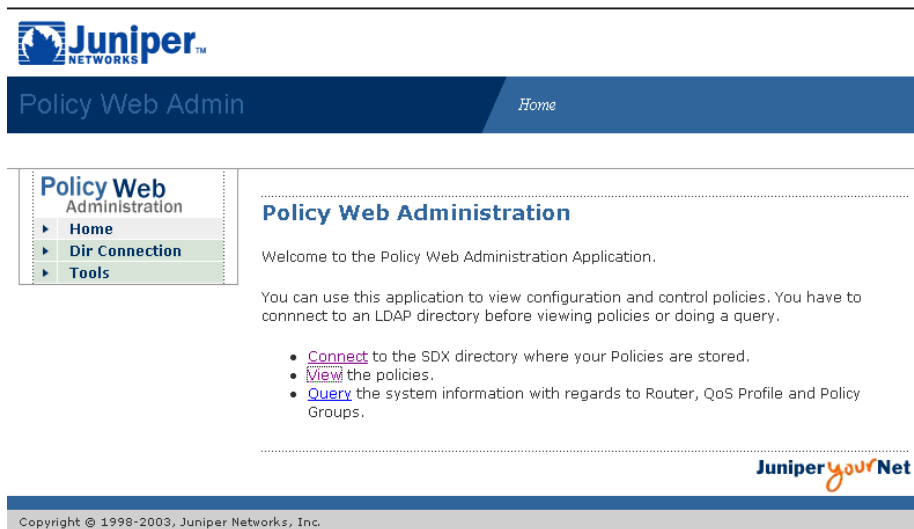 Juniper™
NETWORKS
Policy Web Admin
Home
Policy Web
Administration
Home
Dir Connection
Tools
Policy Web Administration
Welcome to the Policy Web Administration Application.
You can use this application to view configuration and control policies. You have to
connnect to an LDAP directory before viewing policies or doing a query.
• Connect to the SDX directory where your Policies are stored.
• View the policies.
• Query the system information with regards to Router, QoS Profile and Policy
Groups.
Juniper your Net
Copyright © 1998-2003, Juniper Networks, Inc.